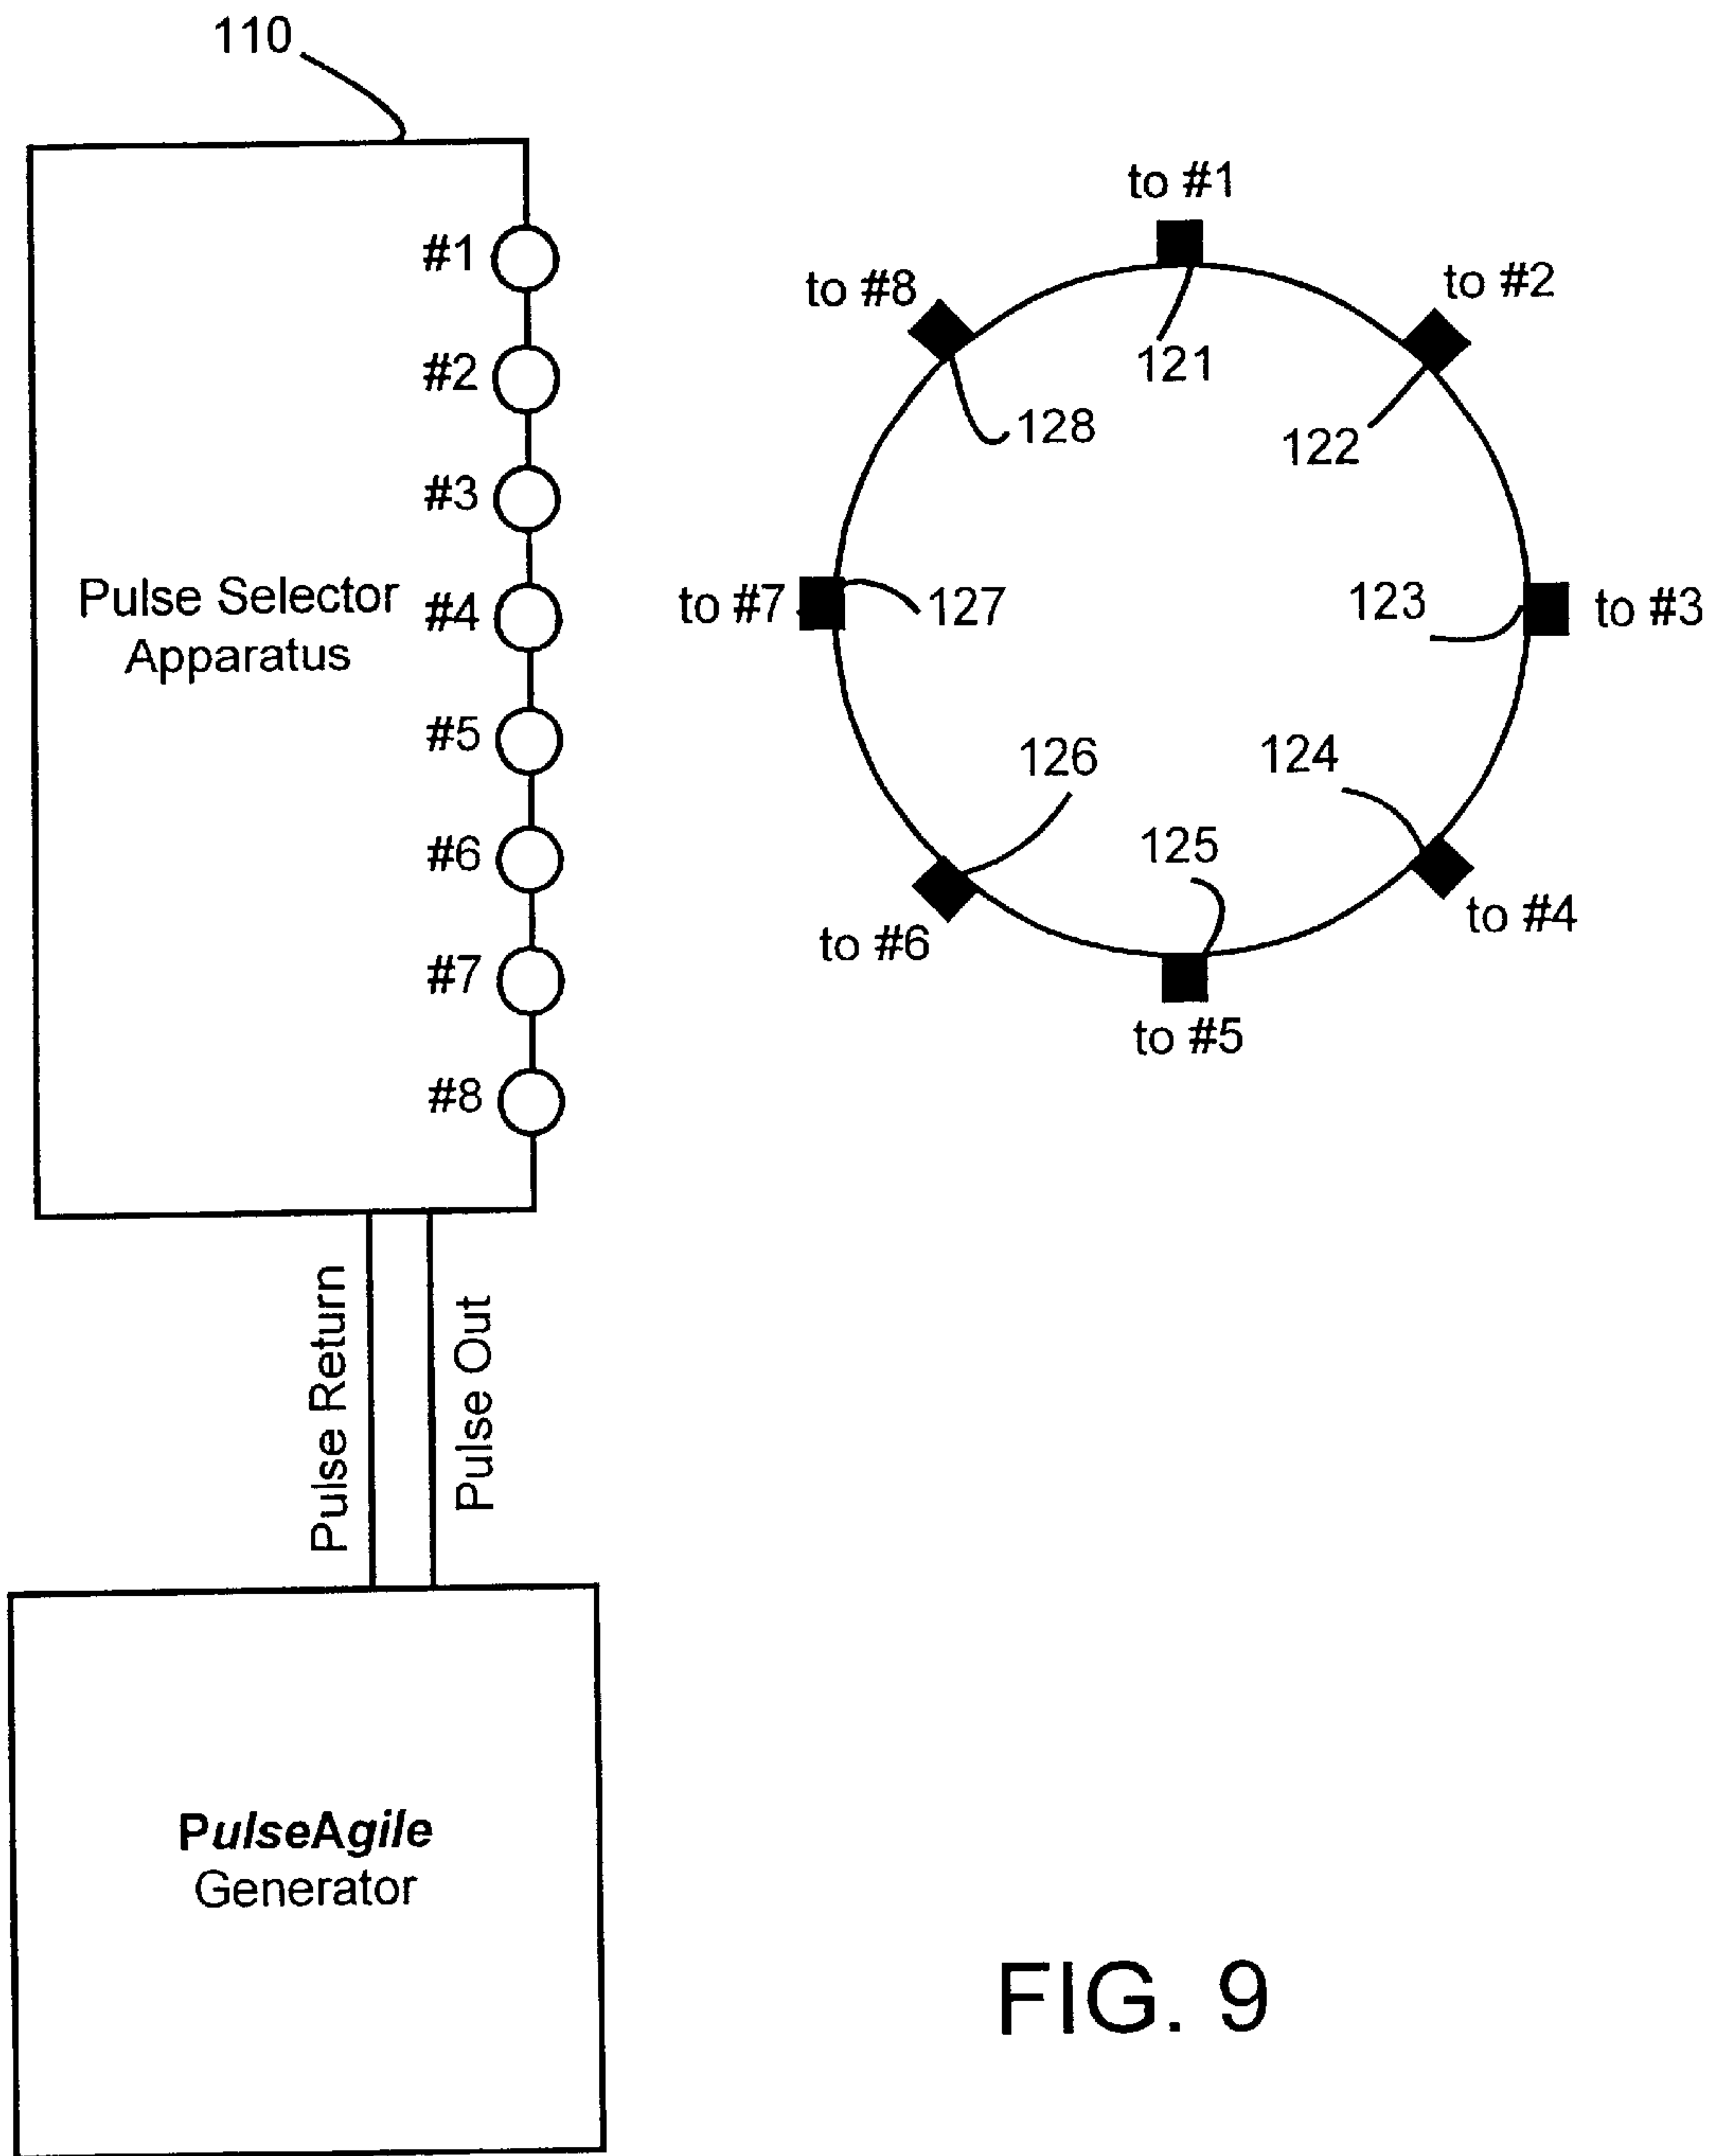 110
#1
#2
#3
#4
#5
#6
#7
#8
Pulse Selector
Apparatus
to #1
to #2
to #3
to #4
to #5
to #6
to #7
to #8
121
122
123
124
125
126
127
128
Pulse Return
Pulse Out
PulseAgile
Generator
FIG. 9